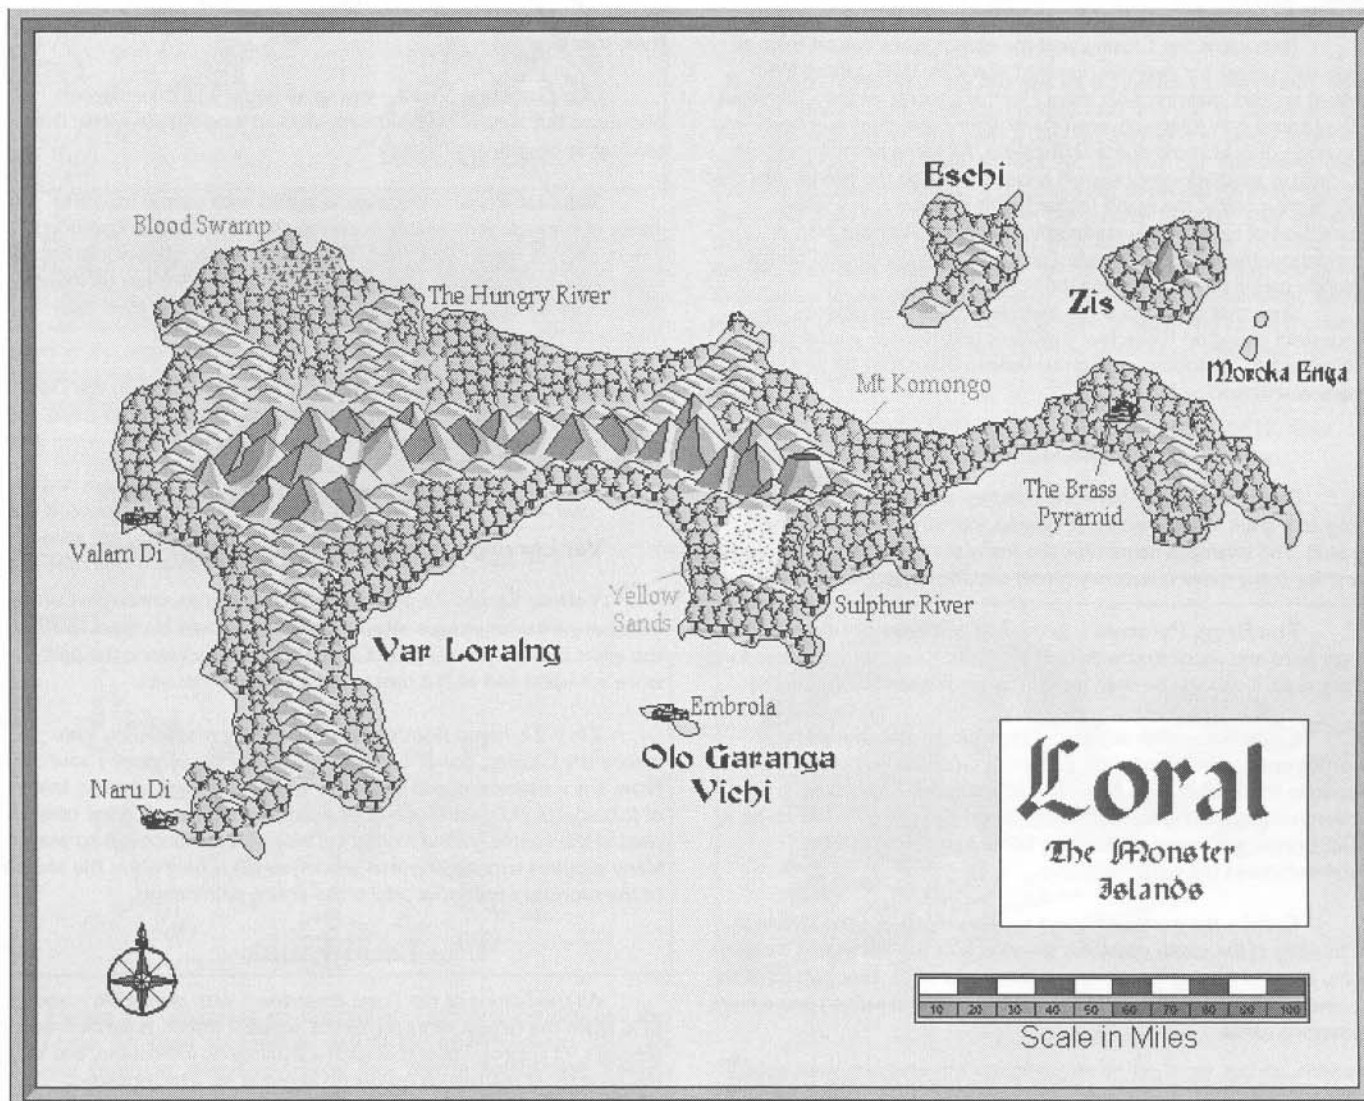 Eschi
Blood Swamp
The Hungry River
Zis
Moroka Enga
Mt Komongo
The Brass
Pyramid
Valam Di
Yellow
Sands
Sulphur River
Var Loralng
Embrola
Olo Garanga
Vichi
Naru Di
Loral
The Monster
Islands
10 20 30 40 50 60 70 80 90 100
Scale in Miles